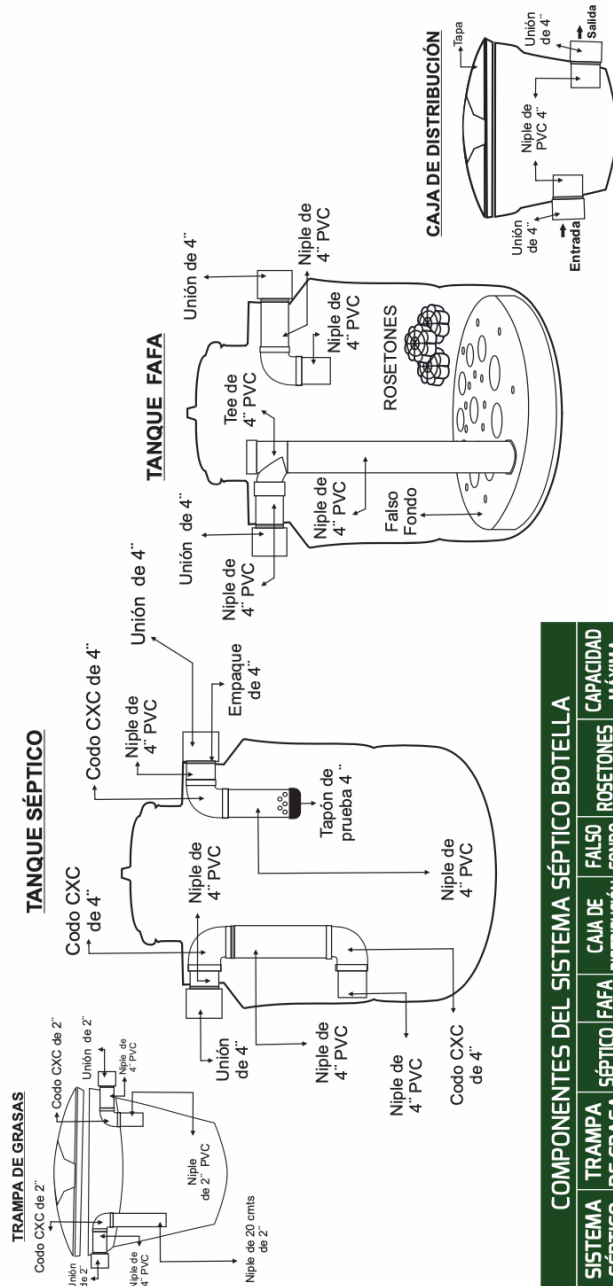 TRAMPA DE GRASAS
Codo CXC de 2¨
Codo CXC de 2¨
Unión de 2¨
Niple de
4¨ PVC
Unión
de 2¨
Niple de
4¨ PVC
Niple
de 2¨ PVC
Niple de 20 cmts
de 2¨
TANQUE SÉPTICO
Codo CXC
de 4¨
Niple de
4¨ PVC
Codo CXC de 4¨
Niple de
4¨ PVC
Unión de 4¨
Empaque
de 4¨
Tapón de
prueba 4¨
Unión de
4¨
Niple de
4¨ PVC
Niple de
4¨ PVC
Codo CXC
de 4¨
Niple de
4¨ PVC
TANQUE FAFA
Unión de 4¨
Niple de
4¨ PVC
Tee de
4¨ PVC
Unión de 4¨
Niple de
4¨ PVC
Niple de
4¨ PVC
Niple de
4¨ PVC
Falso
Fondo
ROSETONES
CAJA DE DISTRIBUCIÓN
Tapa
Unión
de 4¨
Entrada
Niple de
PVC 4¨
Unión
de 4¨
Salida
COMPONENTES DEL SISTEMA SÉPTICO BOTELLA
SISTEMA TRAMPA SÉPTICO FAFA CAJA DE FALSO ROSETONES CAPACIDAD